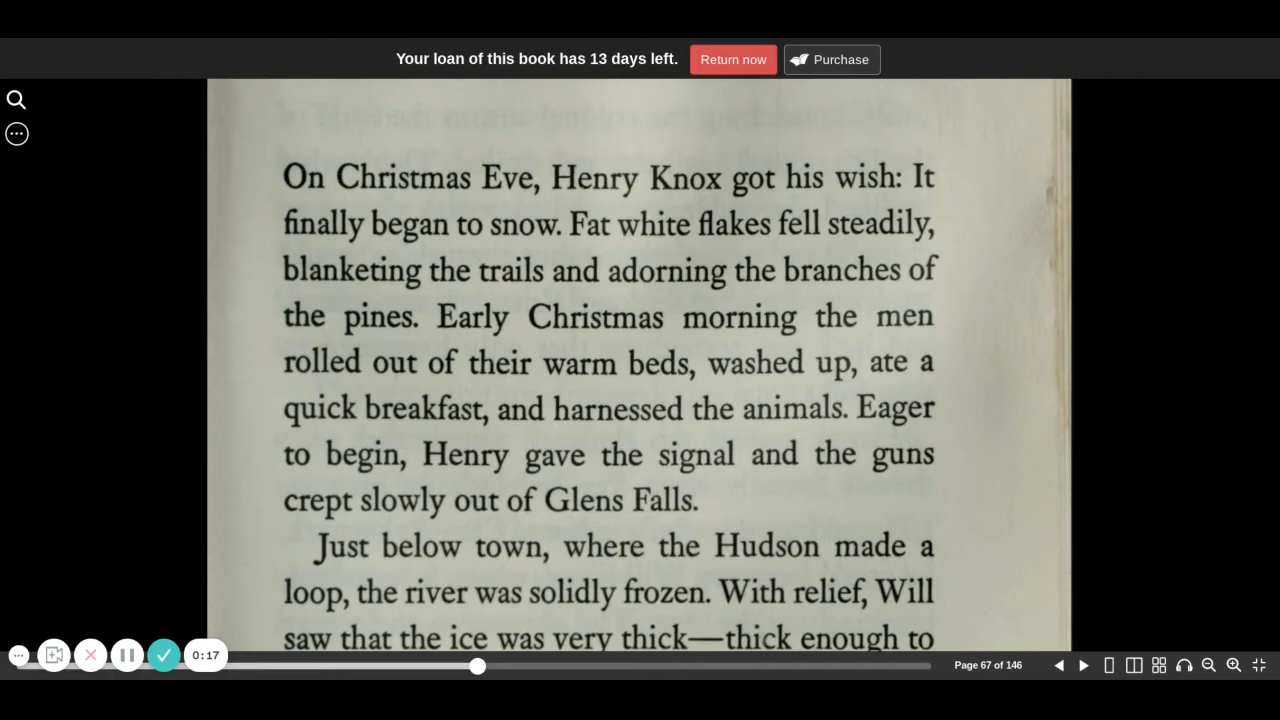 Your loan of this book has 13 days left. Return now Purchase
On Christmas Eve, Henry Knox got his wish: It
finally began to snow. Fat white flakes fell steadily,
blanketing the trails and adorning the branches of
the pines. Early Christmas morning the men
rolled out of their warm beds, washed up, ate a
quick breakfast, and harnessed the animals. Eager
to begin, Henry gave the signal and the guns
crept slowly out of Glens Falls.
Just below town, where the Hudson made a
loop, the river was solidly frozen. With relief, Will
saw that the ice was very thick—thick enough to
0:17
Page 67 of 146